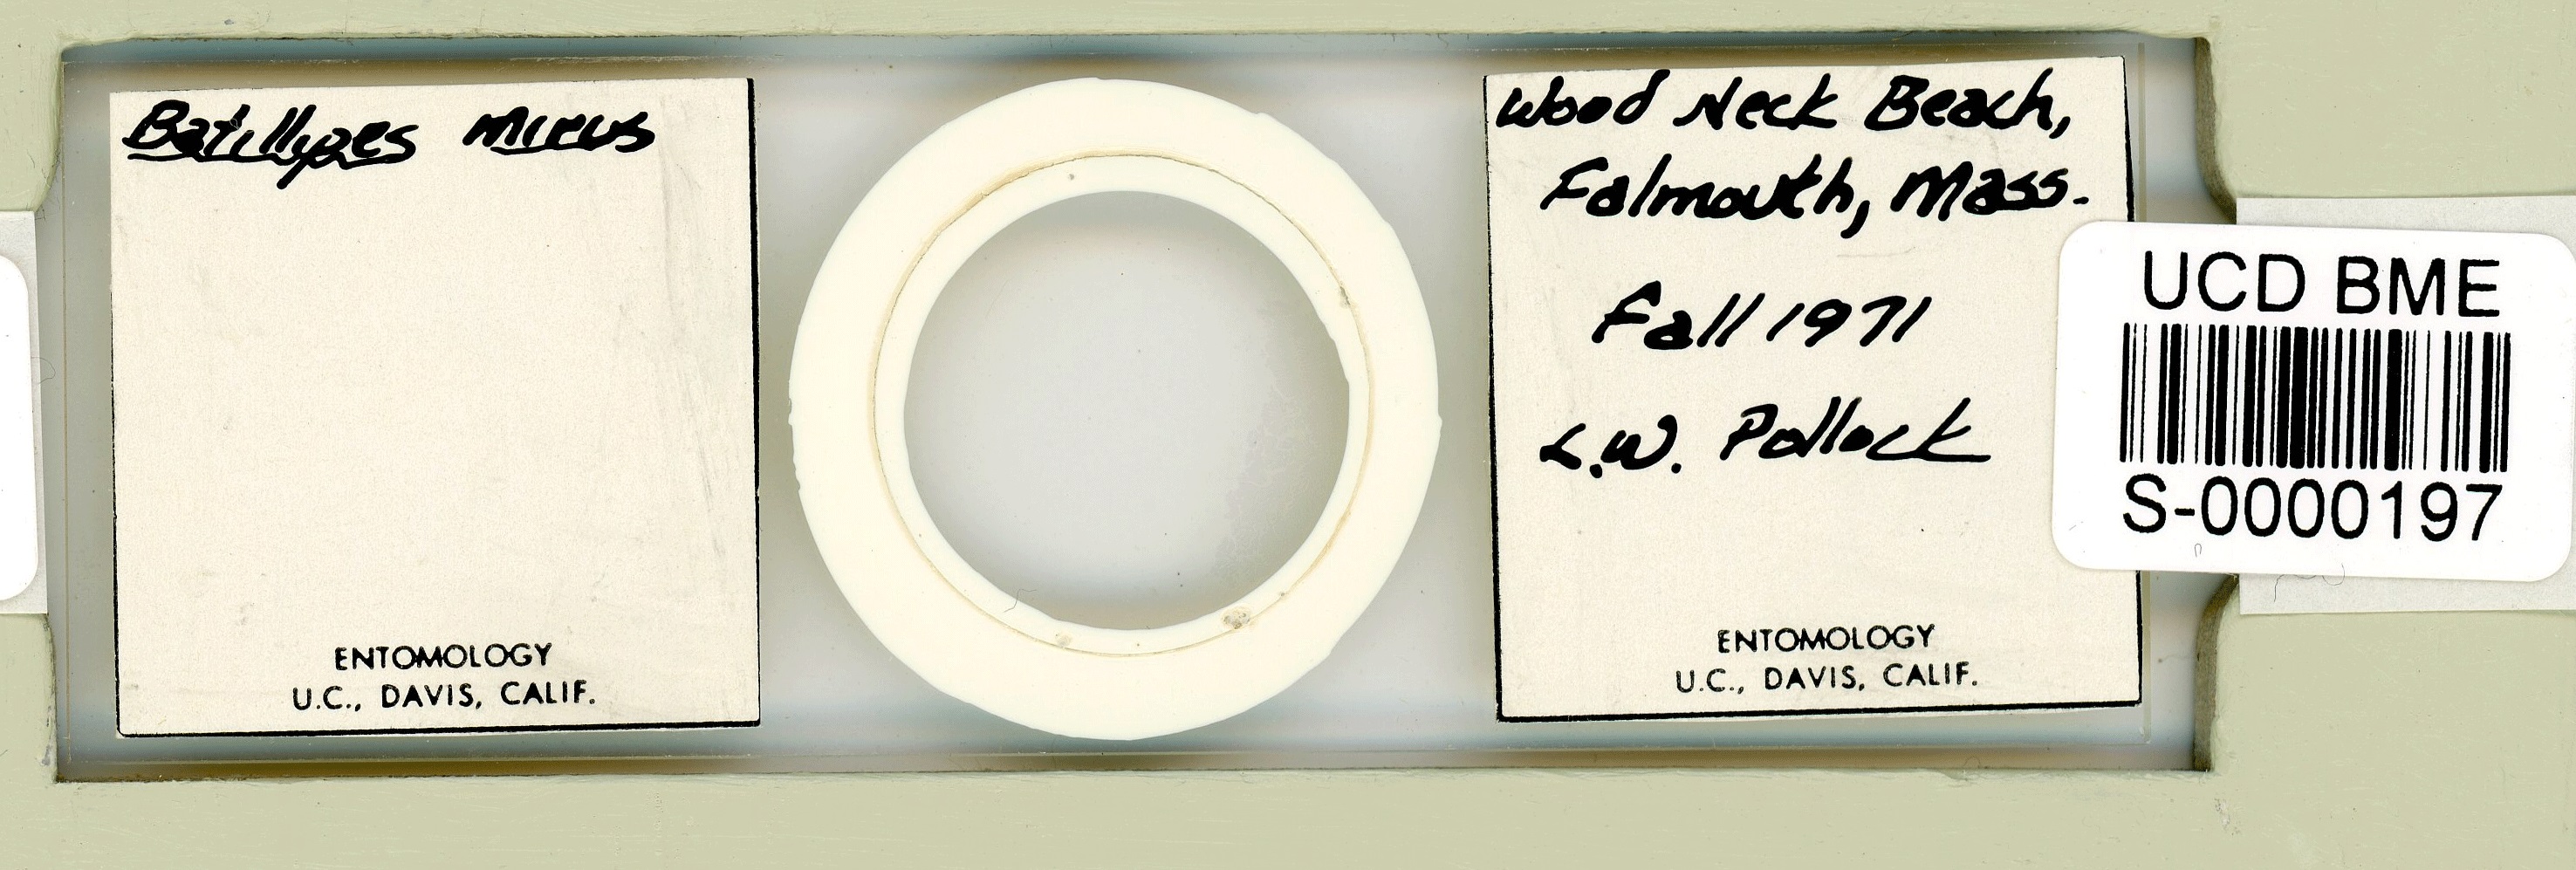 Batillipes mirus
ENTOMOLOGY
U.C., DAVIS, CALIF.
Wood Neck Beach,
Falmouth, Mass.
Fall 1971
L.W. Pollock
ENTOMOLOGY
U.C., DAVIS, CALIF.
UCD BME
S-0000197